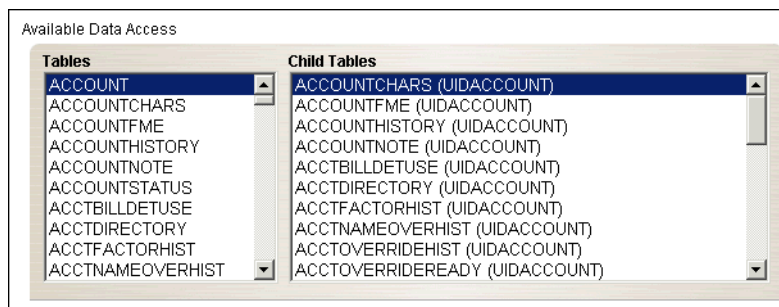 Available Data Access
Tables
ACCOUNT
ACCOUNTCHARS
ACCOUNTFME
ACCOUNTHISTORY
ACCOUNTNOTE
ACCOUNTSTATUS
ACCTBILLDETUSE
ACCTDIRECTORY
ACCTFACTORHIST
ACCTNAMEOVERHIST
Child Tables
ACCOUNTCHARS (UIDACCOUNT)
ACCOUNTFME (UIDACCOUNT)
ACCOUNTHISTORY (UIDACCOUNT)
ACCOUNTNOTE (UIDACCOUNT)
ACCTBILLDETUSE (UIDACCOUNT)
ACCTDIRECTORY (UIDACCOUNT)
ACCTFACTORHIST (UIDACCOUNT)
ACCTNAMEOVERHIST (UIDACCOUNT)
ACCTOVERRIDEHIST (UIDACCOUNT)
ACCTOVERRIDEREADY (UIDACCOUNT)